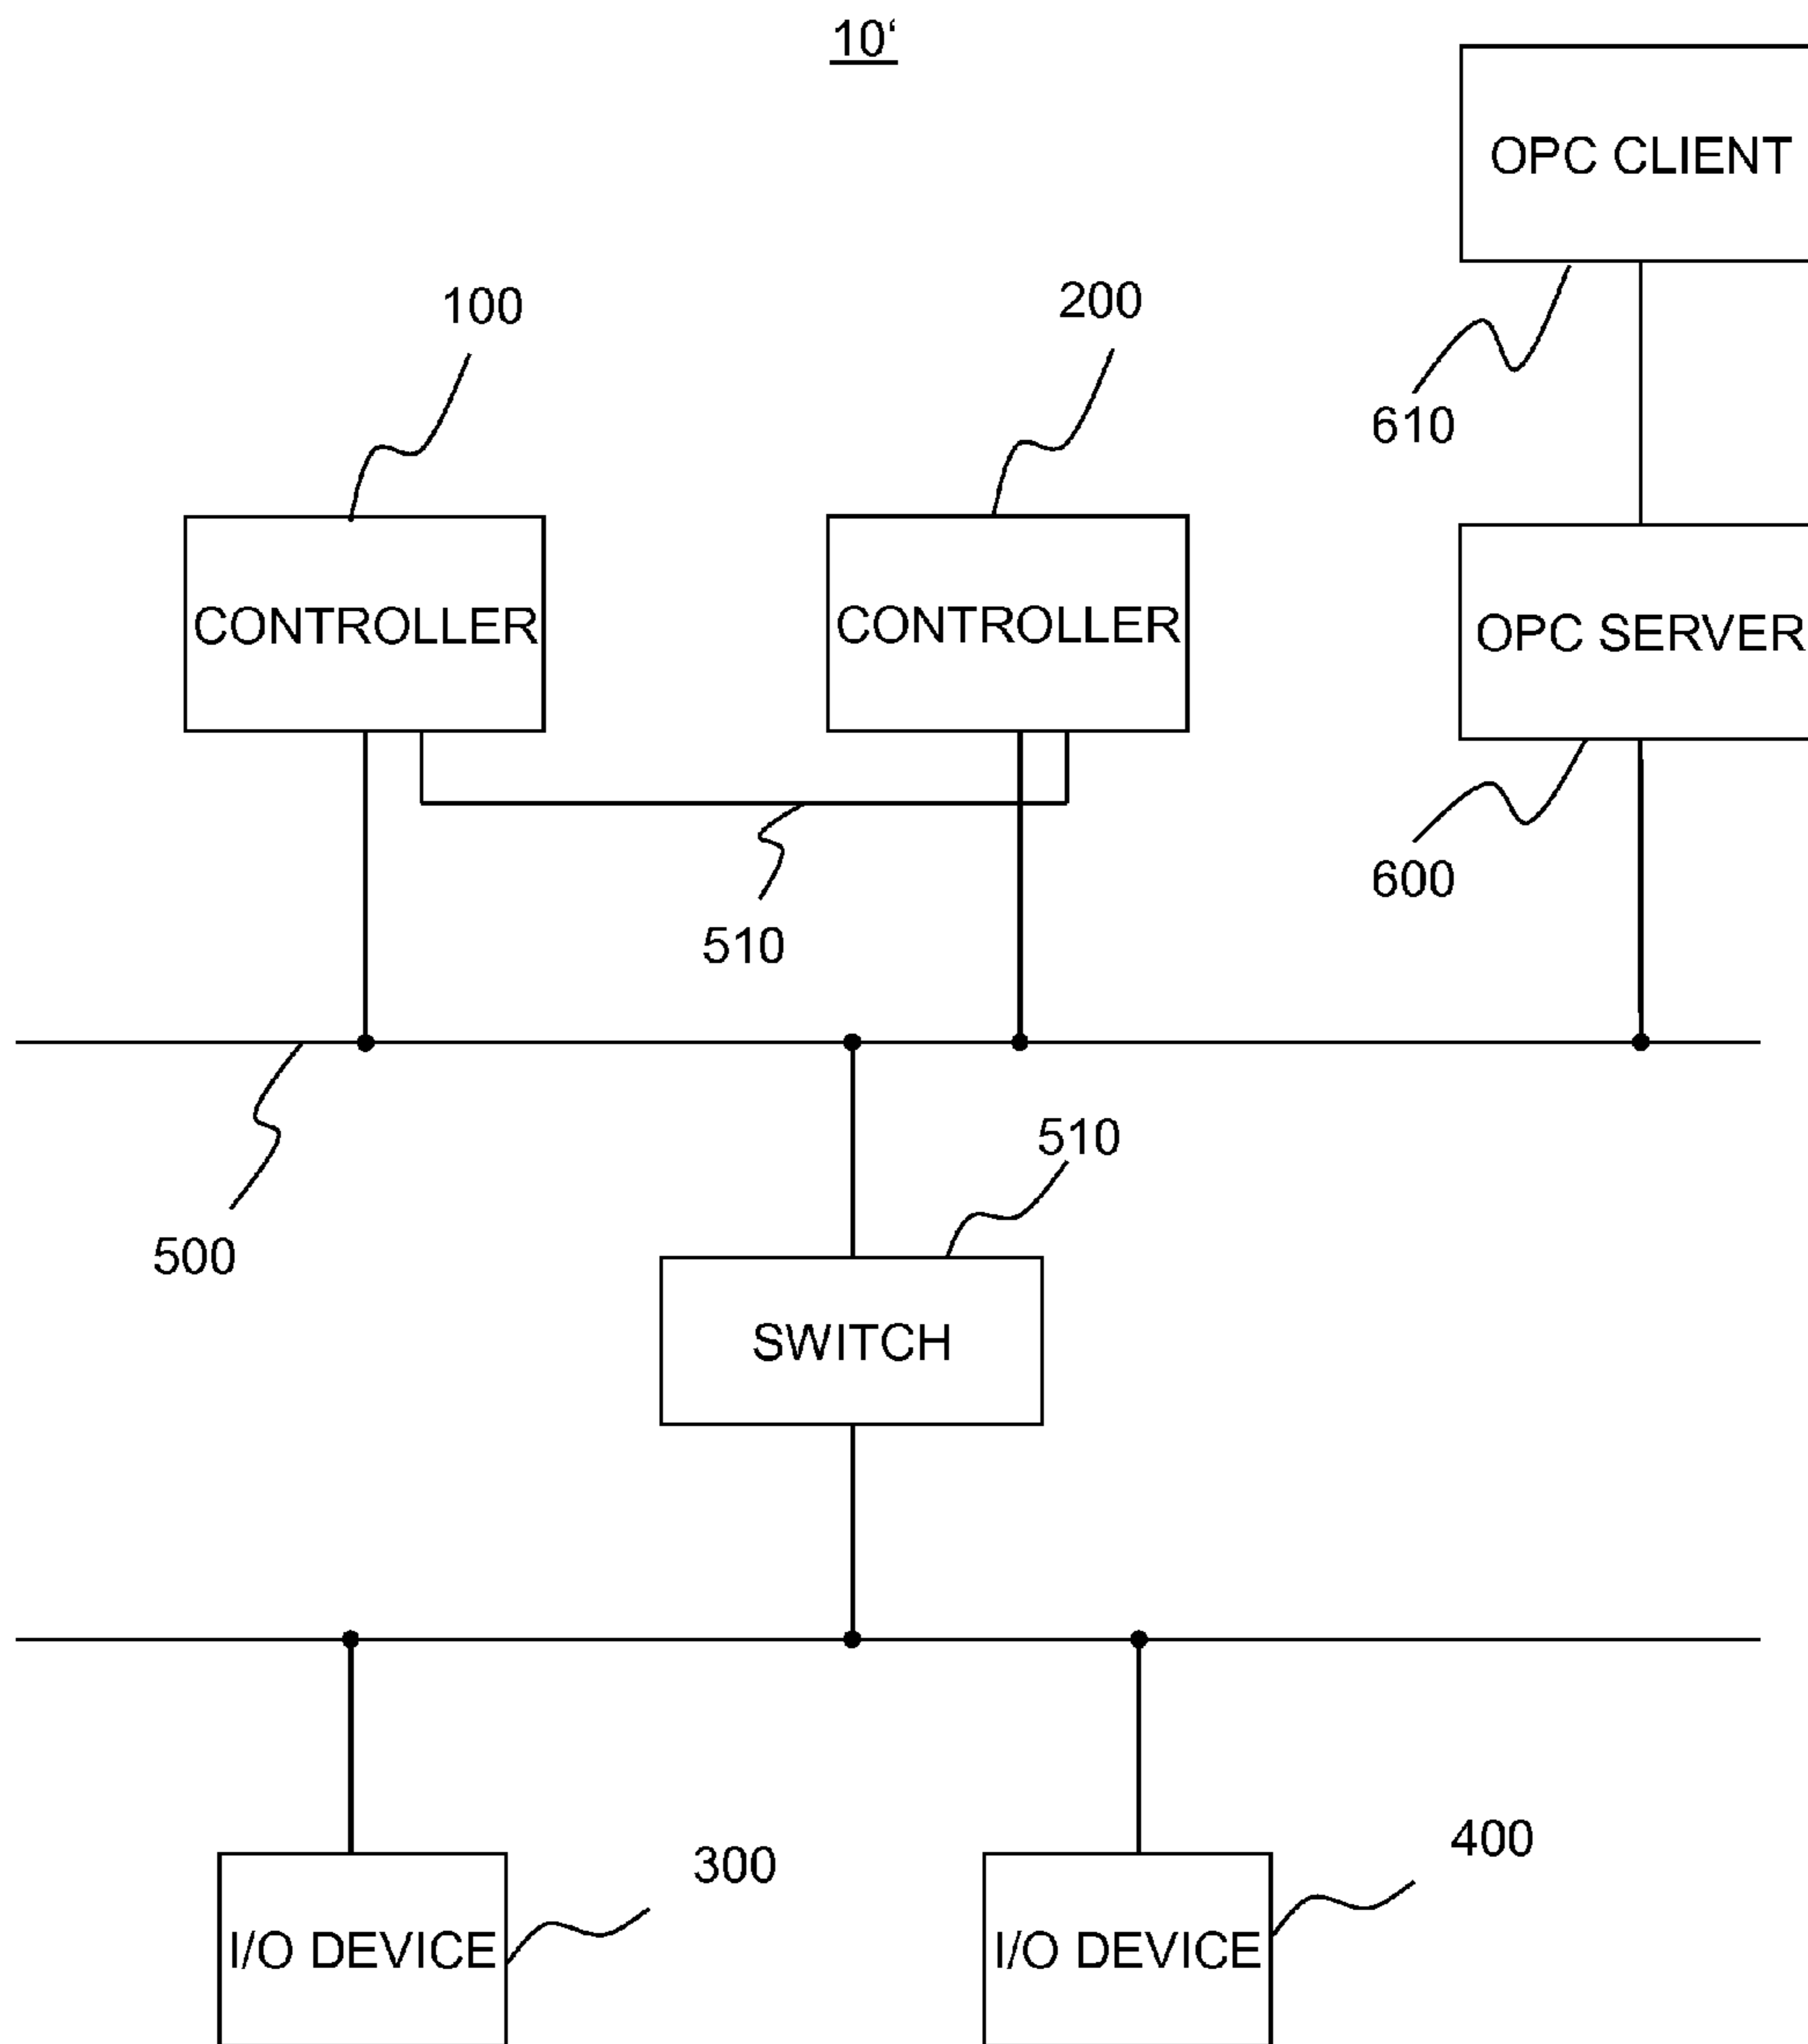 10‘
OPC CLIENT
100
200
610
CONTROLLER
CONTROLLER
OPC SERVER
600
510
500
510
SWITCH
300
400
I/O DEVICE
I/O DEVICE